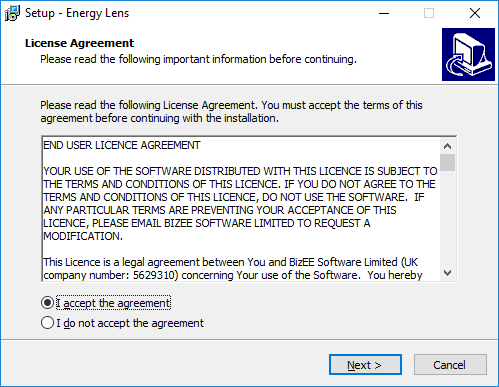 Setup - Energy Lens
License Agreement
Please read the following important information before continuing.
Please read the following License Agreement. You must accept the terms of this
agreement before continuing with the installation.
END USER LICENCE AGREEMENT
YOUR USE OF THE SOFTWARE DISTRIBUTED WITH THIS LICENCE IS SUBJECT TO
THE TERMS AND CONDITIONS OF THIS LICENCE. IF YOU DO NOT AGREE TO THE
TERMS AND CONDITIONS OF THIS LICENCE, DO NOT USE THE SOFTWARE.  IF
ANY PARTICULAR TERMS ARE PREVENTING YOUR ACCEPTANCE OF THIS
LICENCE, PLEASE EMAIL BIZEE SOFTWARE LIMITED TO REQUEST A
MODIFICATION.
This Licence is a legal agreement between You and BizEE Software Limited (UK
company number: 5629310) concerning Your use of the Software.  You hereby
I accept the agreement
I do not accept the agreement
Next >
Cancel